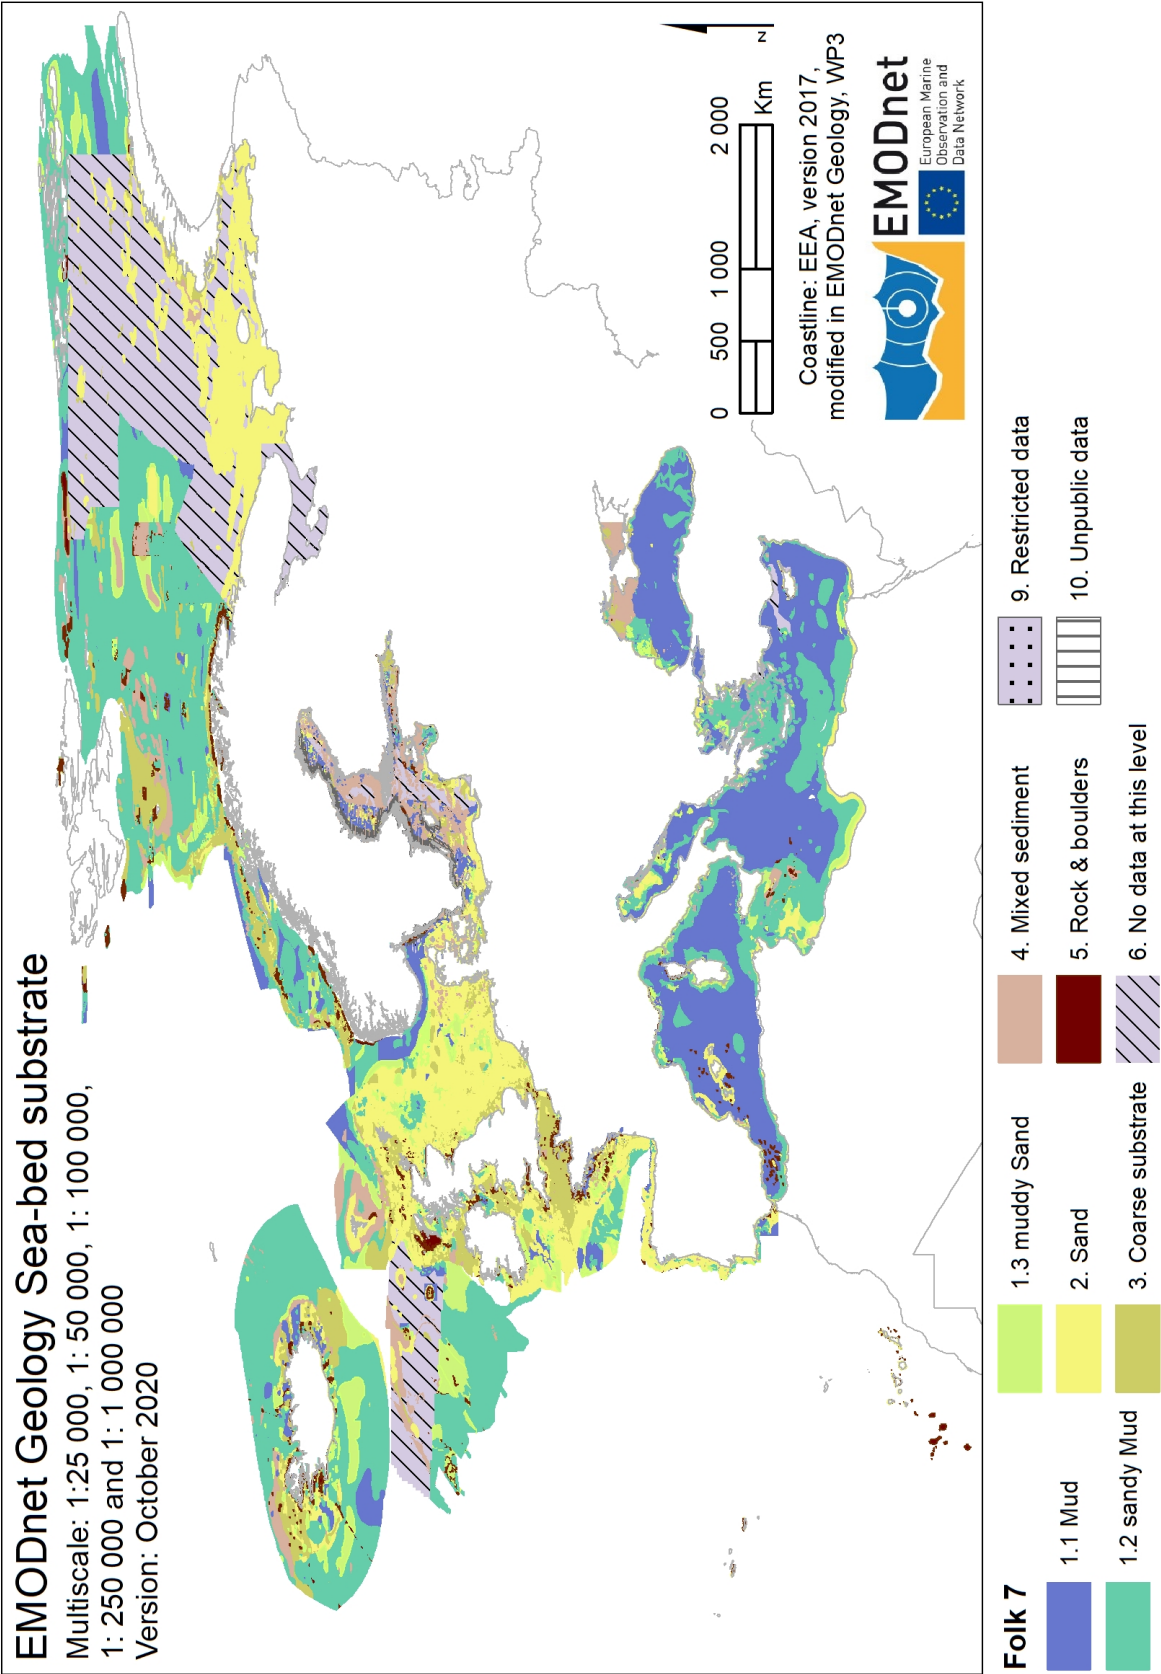 EMODnet Geology Sea-bed substrate
Multiscale: 1:25 000, 1: 50 000, 1: 100 000,
1: 250 000 and 1: 1 000 000
Version: October 2020
N
0 500 1 000 2 000
Km
Coastline: EEA, version 2017,
modified in EMODnet Geology, WP3
EMODnet
European Marine
Observation and
Data Network
Folk 7
1.1 Mud
1.2 sandy Mud
1.3 muddy Sand
2. Sand
3. Coarse substrate
4. Mixed sediment
5. Rock & boulders
6. No data at this level
9. Restricted data
10. Unpublic data